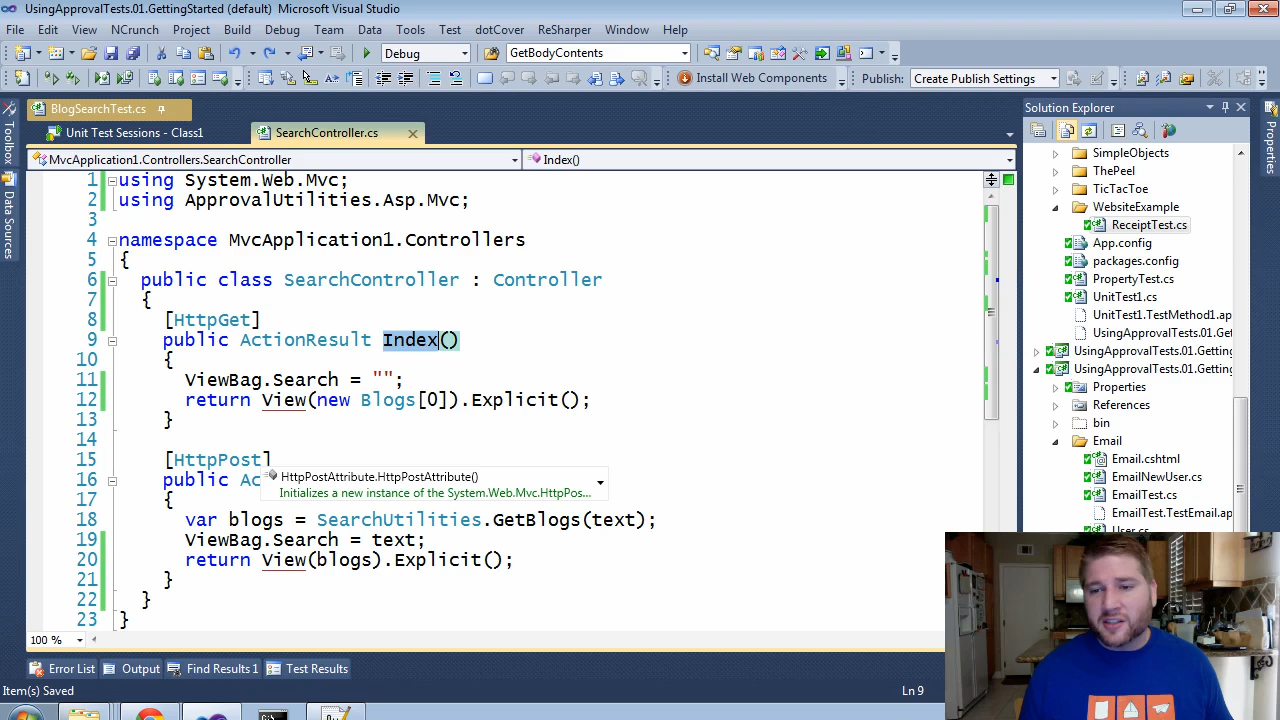 UsingApprovalTests.01.GettingStarted (default) - Microsoft Visual Studio
File Edit View NCrunch Project Build Debug Team Data Tools Test dotCover ReSharper Window Help
Debug GetBodyContents
Install Web Components Publish: Create Publish Settings
BlogSearchTest.cs
Unit Test Sessions - Class1 SearchController.cs
MvcApplication1.Controllers.SearchController Index()
1 using System.Web.Mvc;
2 using ApprovalUtilities.Asp.Mvc;
3
4 namespace MvcApplication1.Controllers
5 {
6 public class SearchController : Controller
7 {
8 [HttpGet]
9 public ActionResult Index()
10 {
11 ViewBag.Search = "";
12 return View(new Blogs[0]).Explicit();
13 }
14
15 [HttpPost]
16 public Ac
HttpPostAttribute.HttpPostAttribute()
Initializes a new instance of the System.Web.Mvc.HttpPos...
17 {
18 var blogs = SearchUtilities.GetBlogs(text);
19 ViewBag.Search = text;
20 return View(blogs).Explicit();
21 }
22 }
23 }
100 %
Error List Output Find Results 1 Test Results
Item(s) Saved Ln 9
Toolbox
Data Sources
Solution Explorer
SimpleObjects
ThePeel
TicTacToe
WebsiteExample
ReceiptTest.cs
App.config
packages.config
PropertyTest.cs
UnitTest1.cs
UnitTest1.TestMethod1.ap
UsingApprovalTests.01.Ge
UsingApprovalTests.01.Getting
UsingApprovalTests.01.Getting
Properties
References
bin
Email
Email.cshtml
EmailNewUser.cs
EmailTest.cs
EmailTest.TestEmail.ap
User.cs
Properties